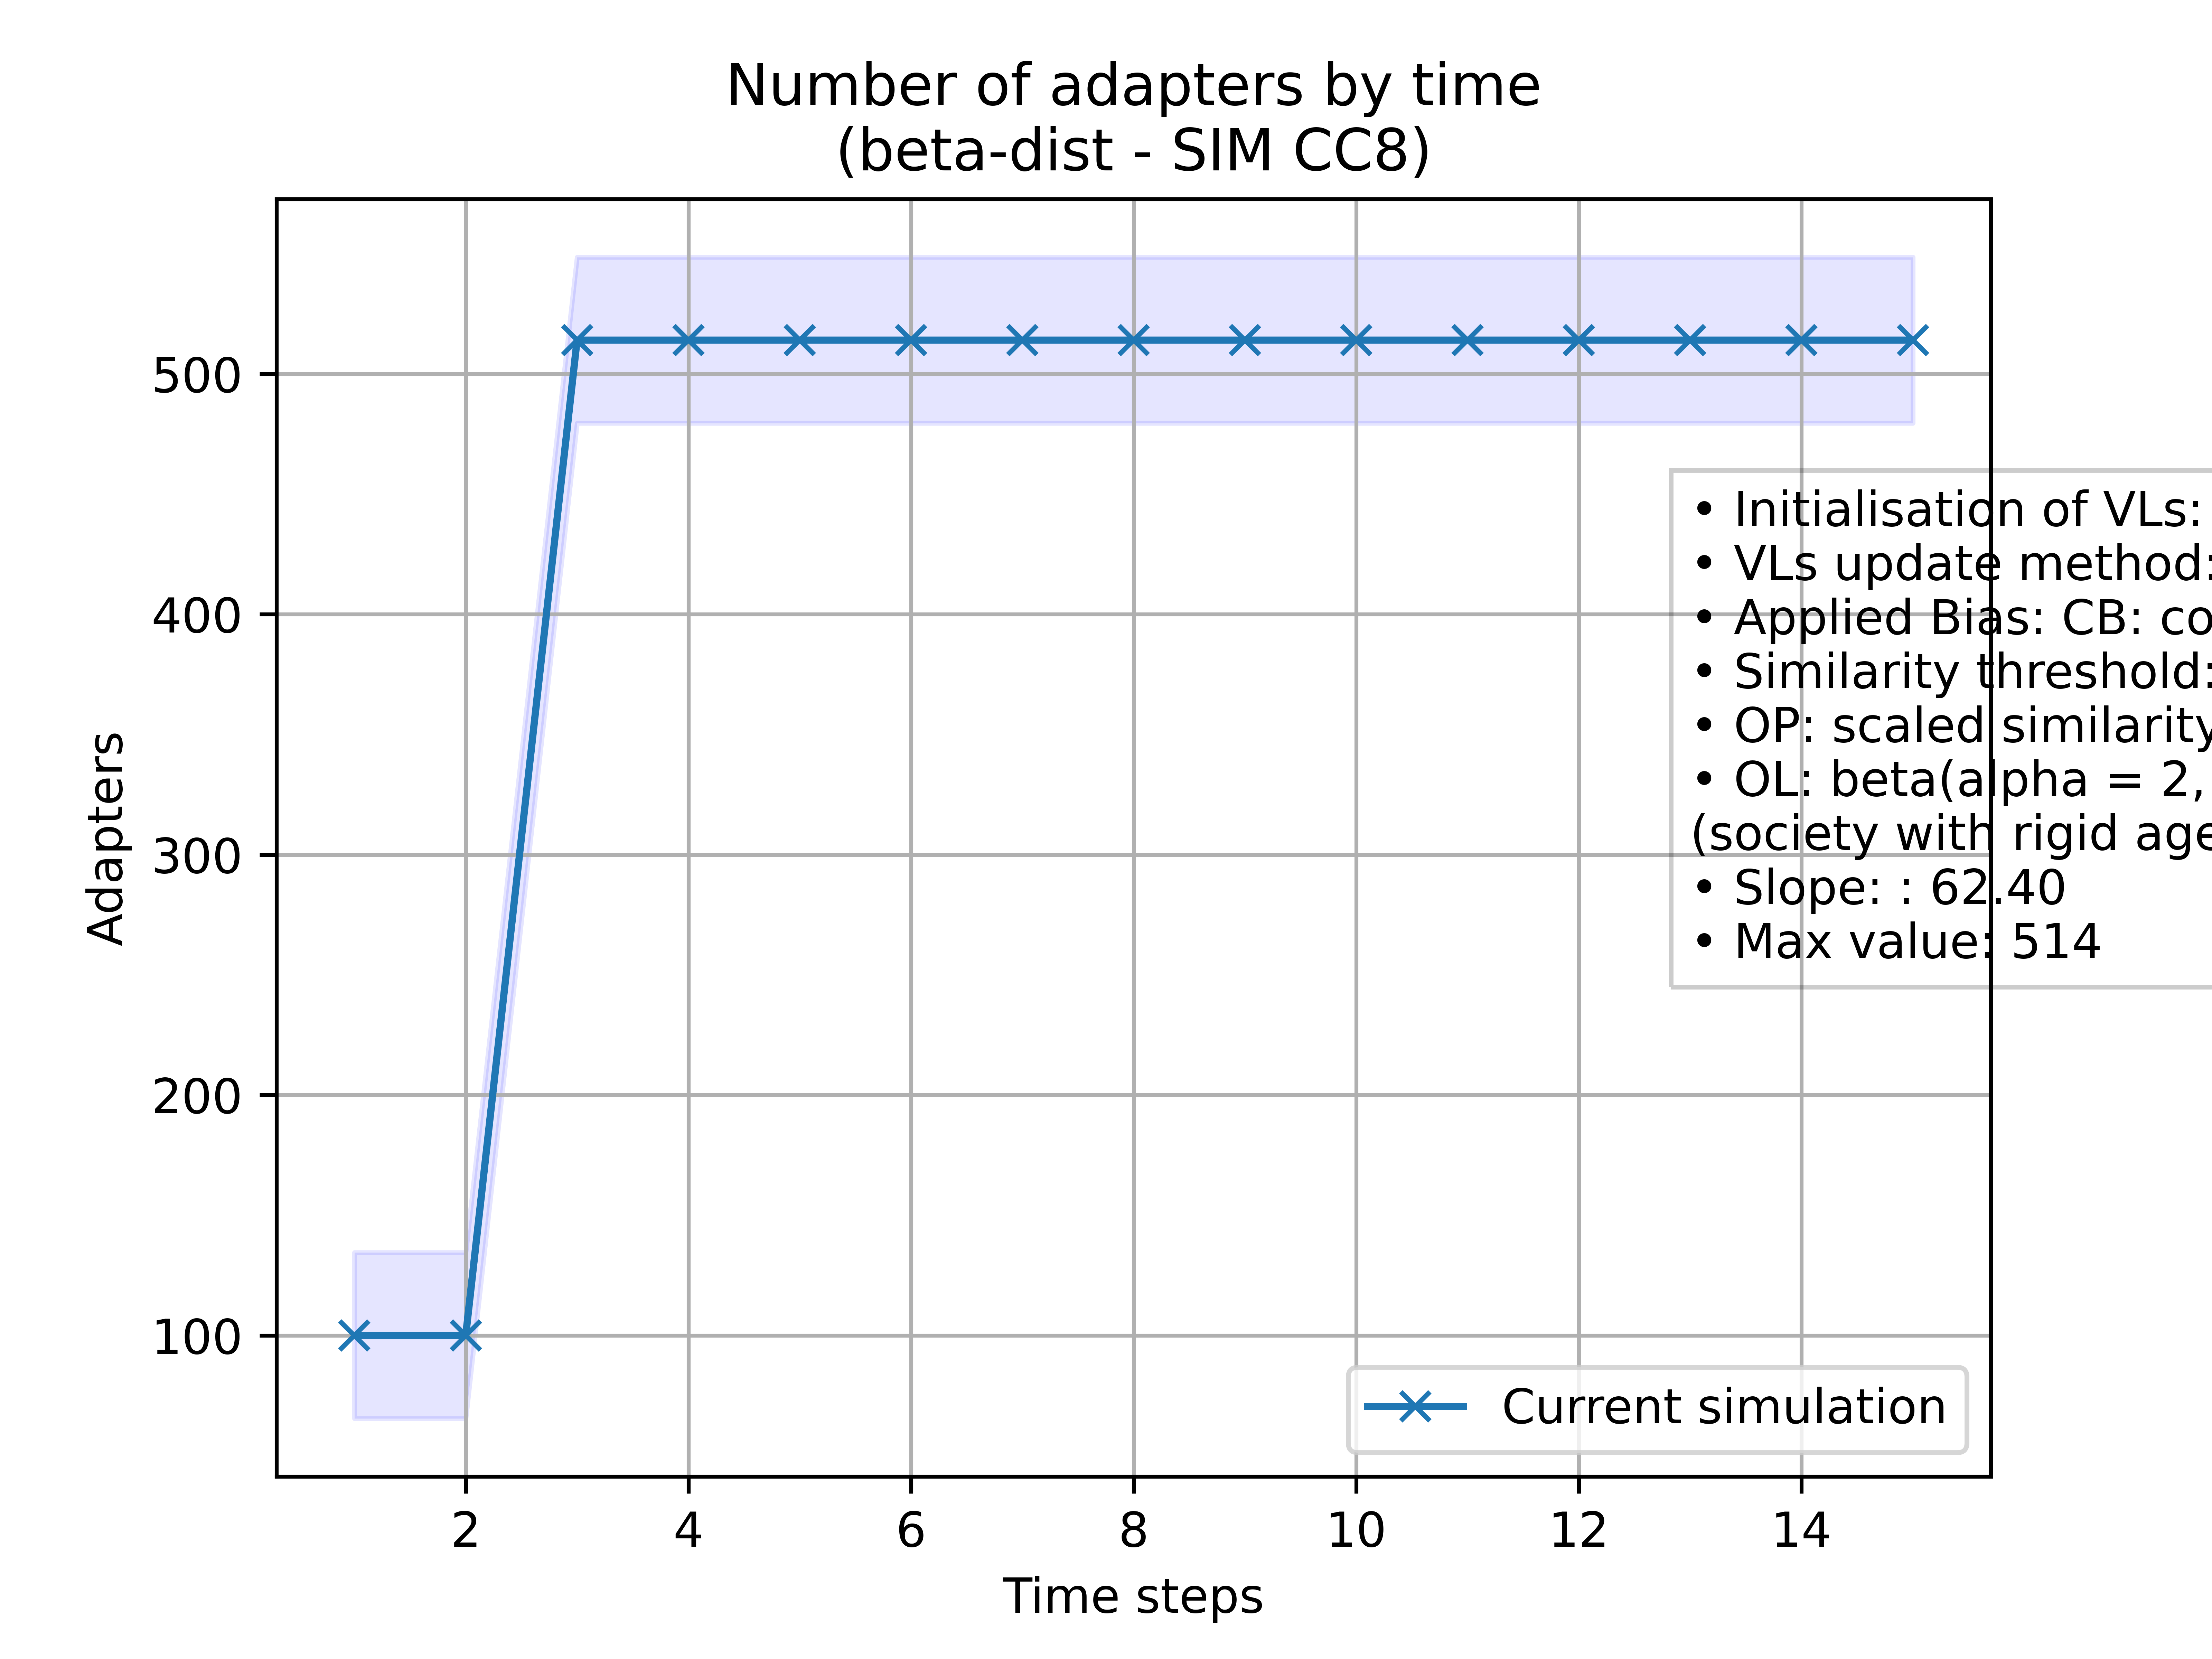 Number of adapters by time
(beta-dist - SIM CC8)
500
400
300
200
100
Adapters
• Initialisation of VLs:
• VLs update method:
• Applied Bias: CB: co
• Similarity threshold:
• OP: scaled similarity
• OL: beta(alpha = 2,
(society with rigid age
• Slope: : 62.40
• Max value: 514
Current simulation
2 4 6 8 10 12 14
Time steps